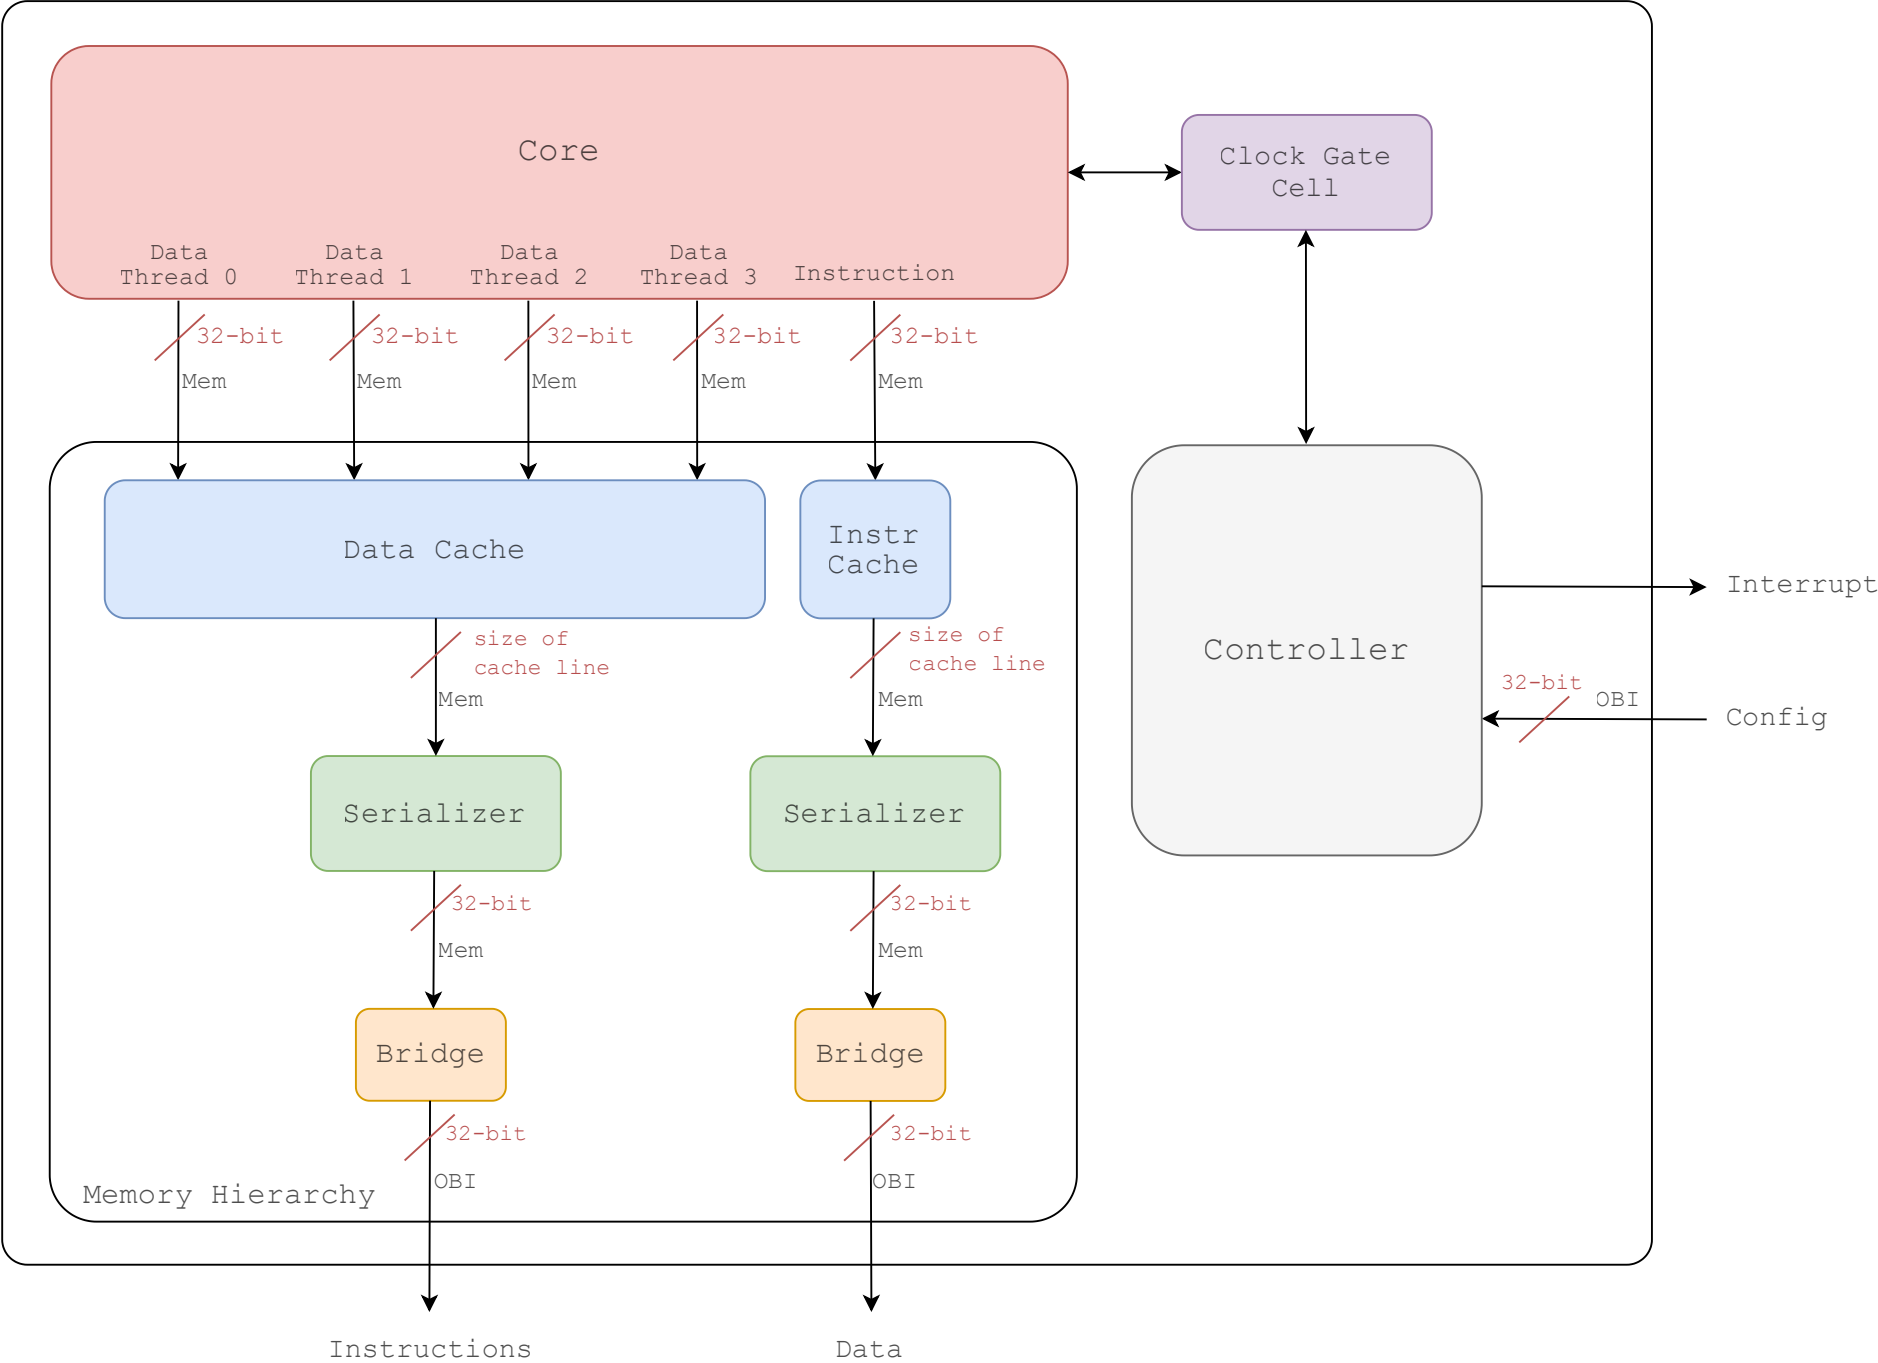 Core
Clock Gate
Cell
Data
Thread 0
Data
Thread 1
Data
Thread 2
Data
Thread 3
Instruction
32-bit
32-bit
32-bit
32-bit
32-bit
Mem
Mem
Mem
Mem
Mem
Data Cache
Instr
Cache
Interrupt
size of
cache line
size of
cache line
Controller
32-bit
OBI
Config
Mem
Mem
Serializer
Serializer
32-bit
32-bit
Mem
Mem
Bridge
Bridge
32-bit
32-bit
OBI
OBI
Memory Hierarchy
Instructions
Data